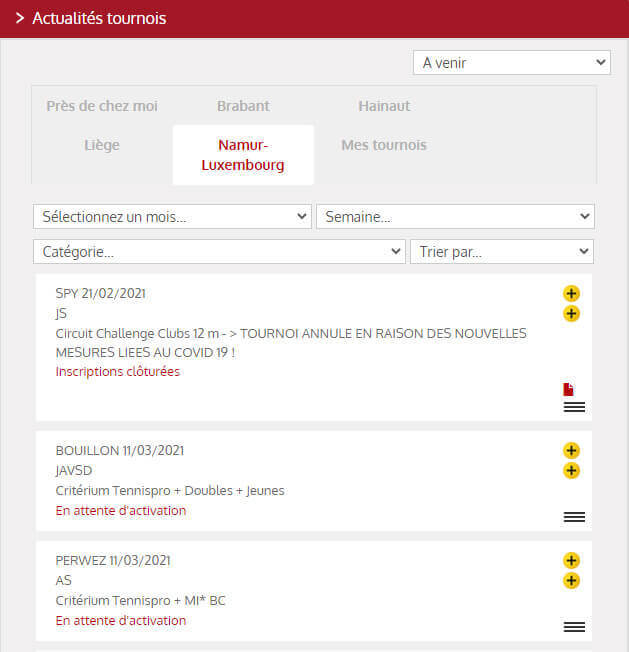 Actualités tournois
A venir
Près de chez moi Brabant Hainaut
Liège Namur-Luxembourg Mes tournois
Sélectionnez un mois... Semaine...
Catégorie... Trier par...
SPY 21/02/2021
JS
Circuit Challenge Clubs 12 m - > TOURNOI ANNULE EN RAISON DES NOUVELLES
MESURES LIEES AU COVID 19 !
Inscriptions clôturées
BOUILLON 11/03/2021
JAVSD
Critérium Tennispro + Doubles + Jeunes
En attente d'activation
PERWEZ 11/03/2021
AS
Critérium Tennispro + MI* BC
En attente d'activation